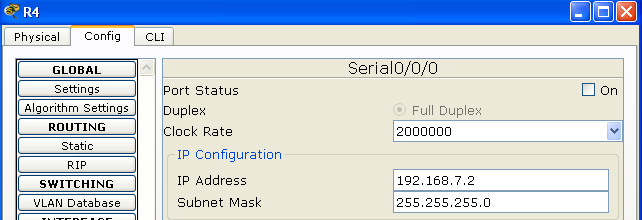 R4
Physical Config CLI
GLOBAL
Settings
Algorithm Settings
ROUTING
Static
RIP
SWITCHING
VLAN Database
INTERFACE
Serial0/0/0
Port Status On
Duplex Full Duplex
Clock Rate 2000000
IP Configuration
IP Address 192.168.7.2
Subnet Mask 255.255.255.0